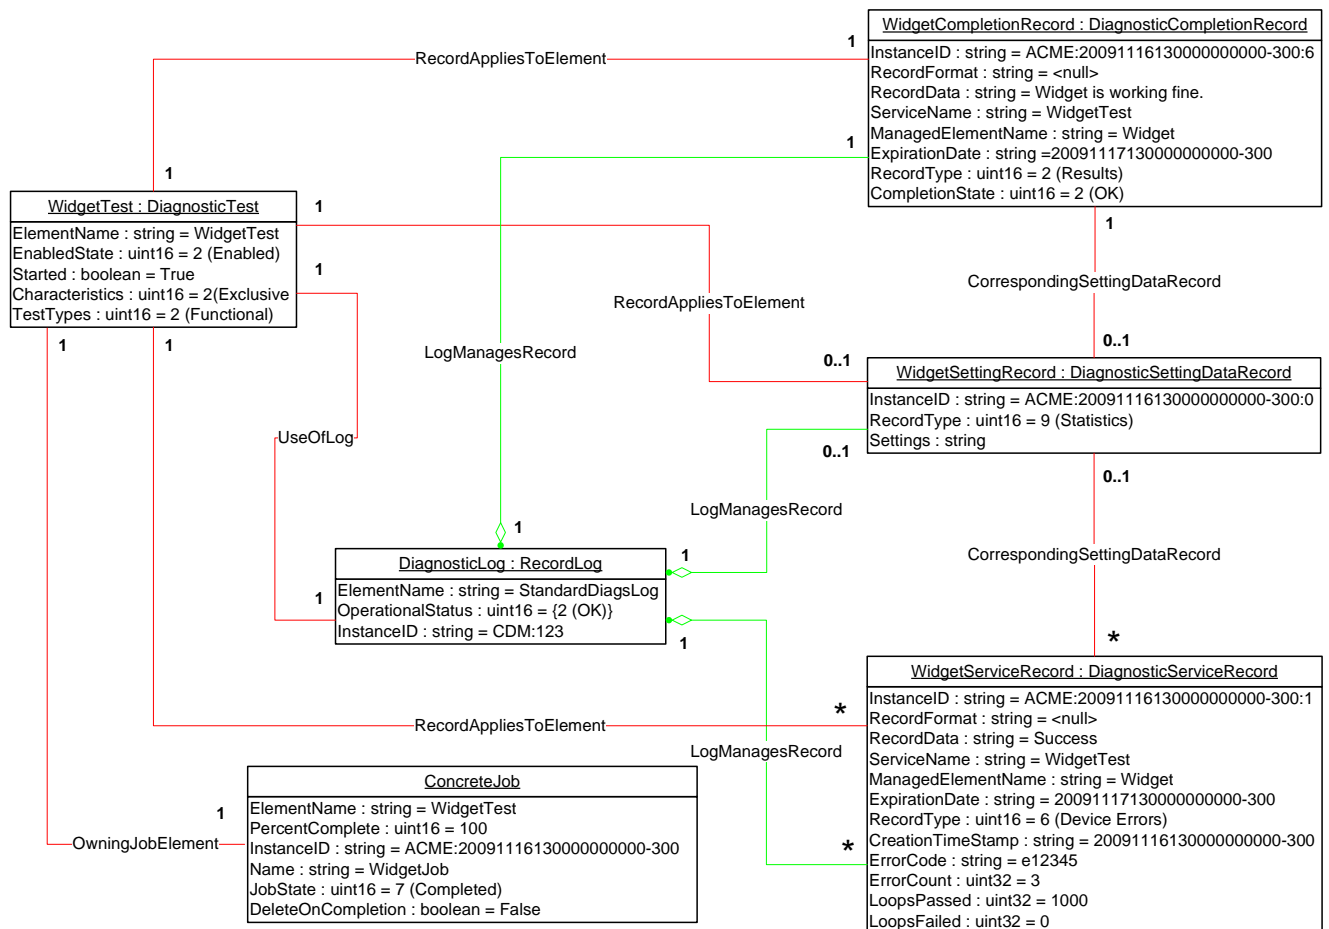 WidgetCompletionRecord : DiagnosticCompletionRecord
InstanceID : string = ACME:20091116130000000000-300:6
RecordFormat : string = <null>
RecordData : string = Widget is working fine.
ServiceName : string = WidgetTest
ManagedElementName : string = Widget
ExpirationDate : string =20091117130000000000-300
RecordType : uint16 = 2 (Results)
CompletionState : uint16 = 2 (OK)
1
RecordAppliesToElement
1
1
WidgetTest : DiagnosticTest
ElementName : string = WidgetTest
EnabledState : uint16 = 2 (Enabled)
Started : boolean = True
Characteristics : uint16 = 2(Exclusive
TestTypes : uint16 = 2 (Functional)
1
1
1
1
1
CorrespondingSettingDataRecord
RecordAppliesToElement
0..1
LogManagesRecord
0..1
WidgetSettingRecord : DiagnosticSettingDataRecord
InstanceID : string = ACME:20091116130000000000-300:0
RecordType : uint16 = 9 (Statistics)
Settings : string
UseOfLog
0..1
0..1
LogManagesRecord
1
1
CorrespondingSettingDataRecord
DiagnosticLog : RecordLog
ElementName : string = StandardDiagsLog
OperationalStatus : uint16 = {2 (OK)}
InstanceID : string = CDM:123
1
1
*
WidgetServiceRecord : DiagnosticServiceRecord
InstanceID : string = ACME:20091116130000000000-300:1
RecordFormat : string = <null>
RecordData : string = Success
ServiceName : string = WidgetTest
ManagedElementName : string = Widget
ExpirationDate : string = 20091117130000000000-300
RecordType : uint16 = 6 (Device Errors)
CreationTimeStamp : string = 20091116130000000000-300
ErrorCode : string = e12345
ErrorCount : uint32 = 3
LoopsPassed : uint32 = 1000
LoopsFailed : uint32 = 0
*
RecordAppliesToElement
LogManagesRecord
*
ConcreteJob
ElementName : string = WidgetTest
PercentComplete : uint16 = 100
InstanceID : string = ACME:20091116130000000000-300
Name : string = WidgetJob
JobState : uint16 = 7 (Completed)
DeleteOnCompletion : boolean = False
1
OwningJobElement